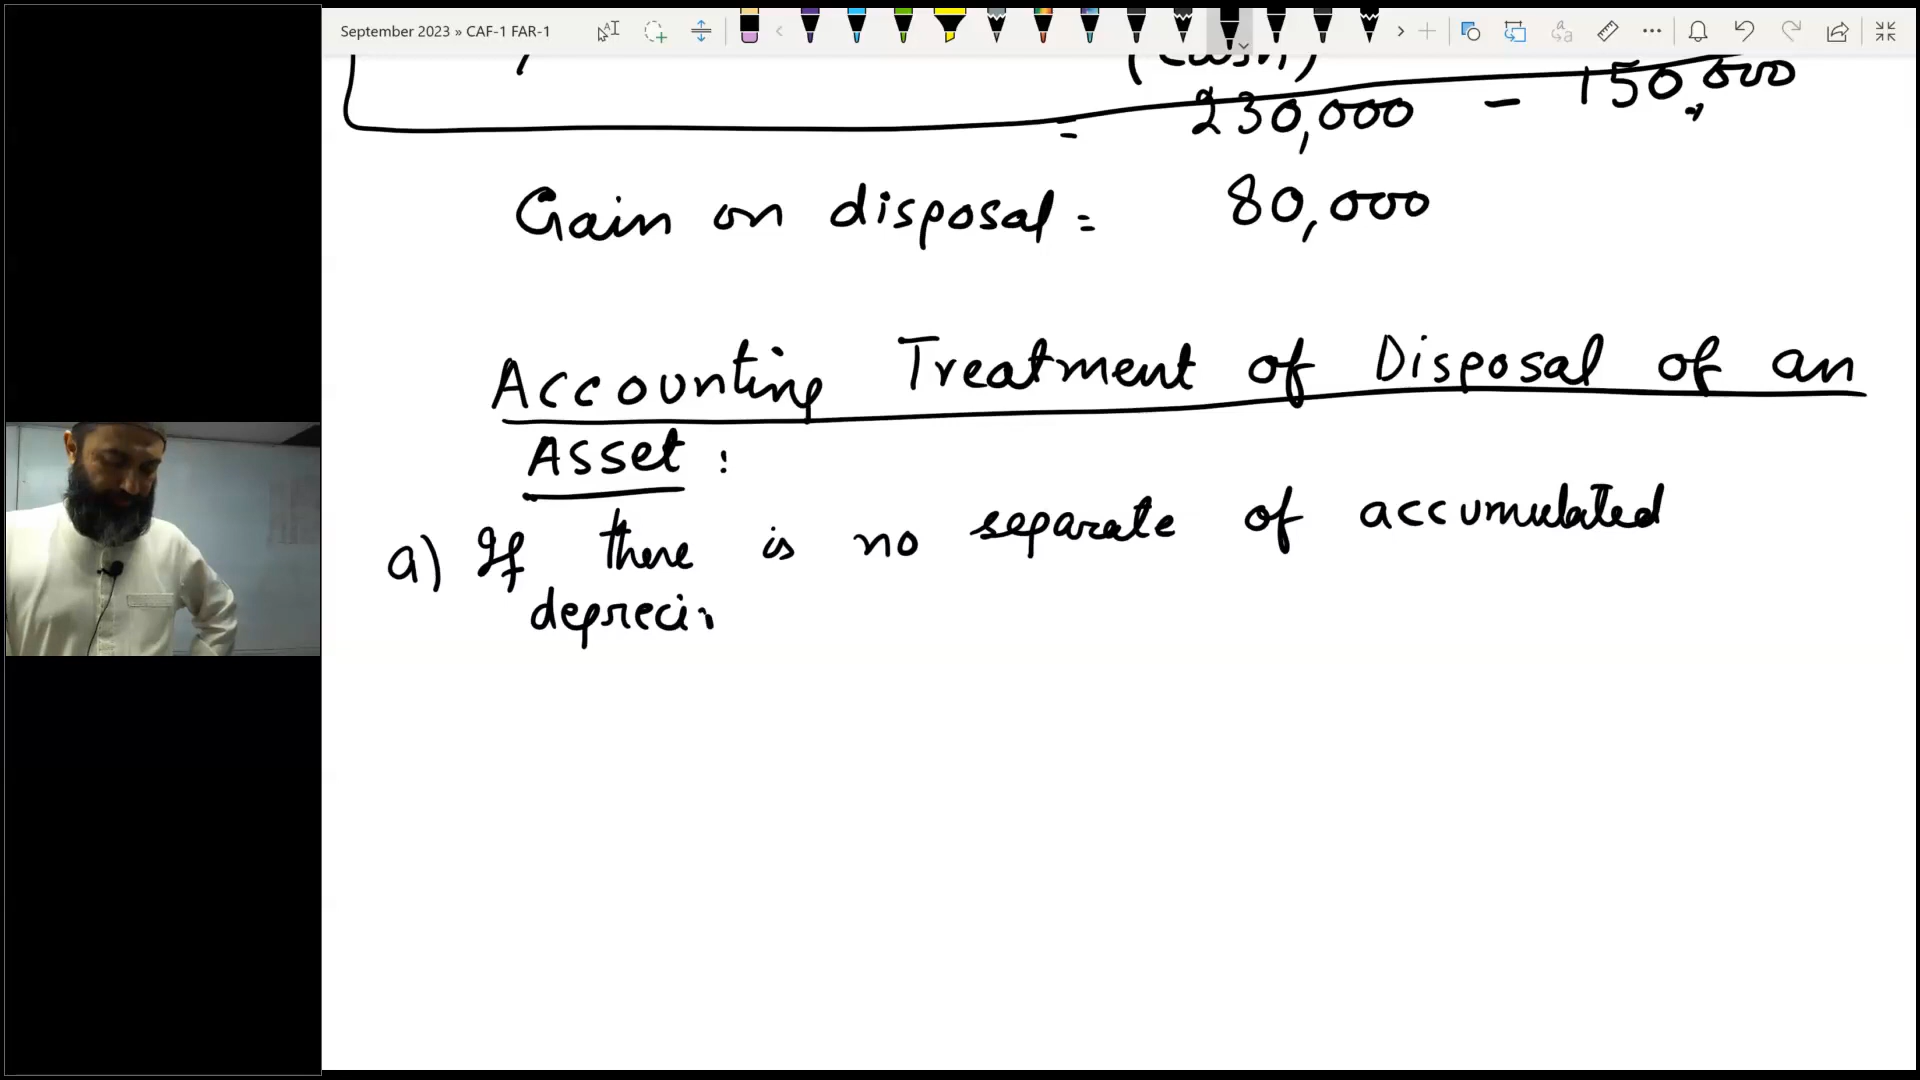 September 2023 » CAF-1 FAR-1
(Cash)
= 230,000 - 150,000
Gain on disposal = 80,000
Accounting Treatment of Disposal of an
Asset :
a) If there is no separate of accumulated
depreci